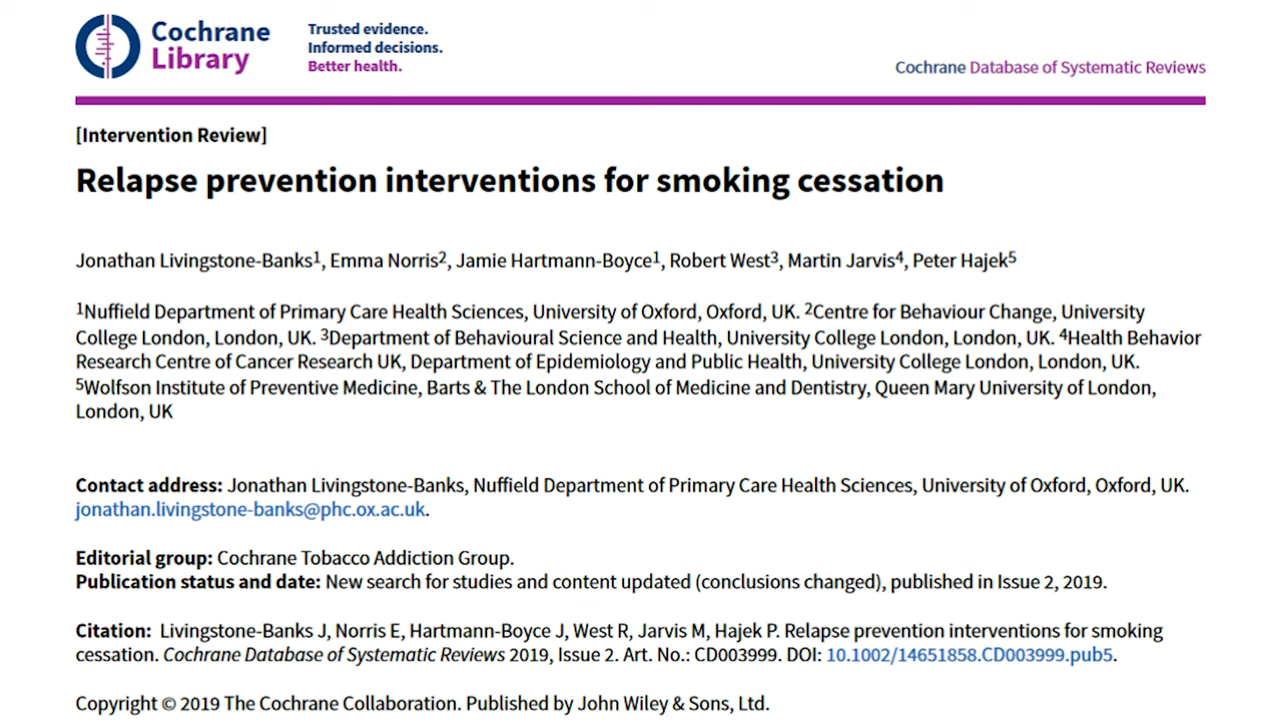 Cochrane
Library
Trusted evidence.
Informed decisions.
Better health.
Cochrane Database of Systematic Reviews
[Intervention Review]
Relapse prevention interventions for smoking cessation
Jonathan Livingstone-Banks1, Emma Norris2, Jamie Hartmann-Boyce1, Robert West3, Martin Jarvis4, Peter Hajek5
1Nuffield Department of Primary Care Health Sciences, University of Oxford, Oxford, UK. 2Centre for Behaviour Change, University
College London, London, UK. 3Department of Behavioural Science and Health, University College London, London, UK. 4Health Behavior
Research Centre of Cancer Research UK, Department of Epidemiology and Public Health, University College London, London, UK.
5Wolfson Institute of Preventive Medicine, Barts & The London School of Medicine and Dentistry, Queen Mary University of London,
London, UK
Contact address: Jonathan Livingstone-Banks, Nuffield Department of Primary Care Health Sciences, University of Oxford, Oxford, UK.
jonathan.livingstone-banks@phc.ox.ac.uk.
Editorial group: Cochrane Tobacco Addiction Group.
Publication status and date: New search for studies and content updated (conclusions changed), published in Issue 2, 2019.
Citation: Livingstone-Banks J, Norris E, Hartmann-Boyce J, West R, Jarvis M, Hajek P. Relapse prevention interventions for smoking
cessation. Cochrane Database of Systematic Reviews 2019, Issue 2. Art. No.: CD003999. DOI: 10.1002/14651858.CD003999.pub5.
Copyright © 2019 The Cochrane Collaboration. Published by John Wiley & Sons, Ltd.